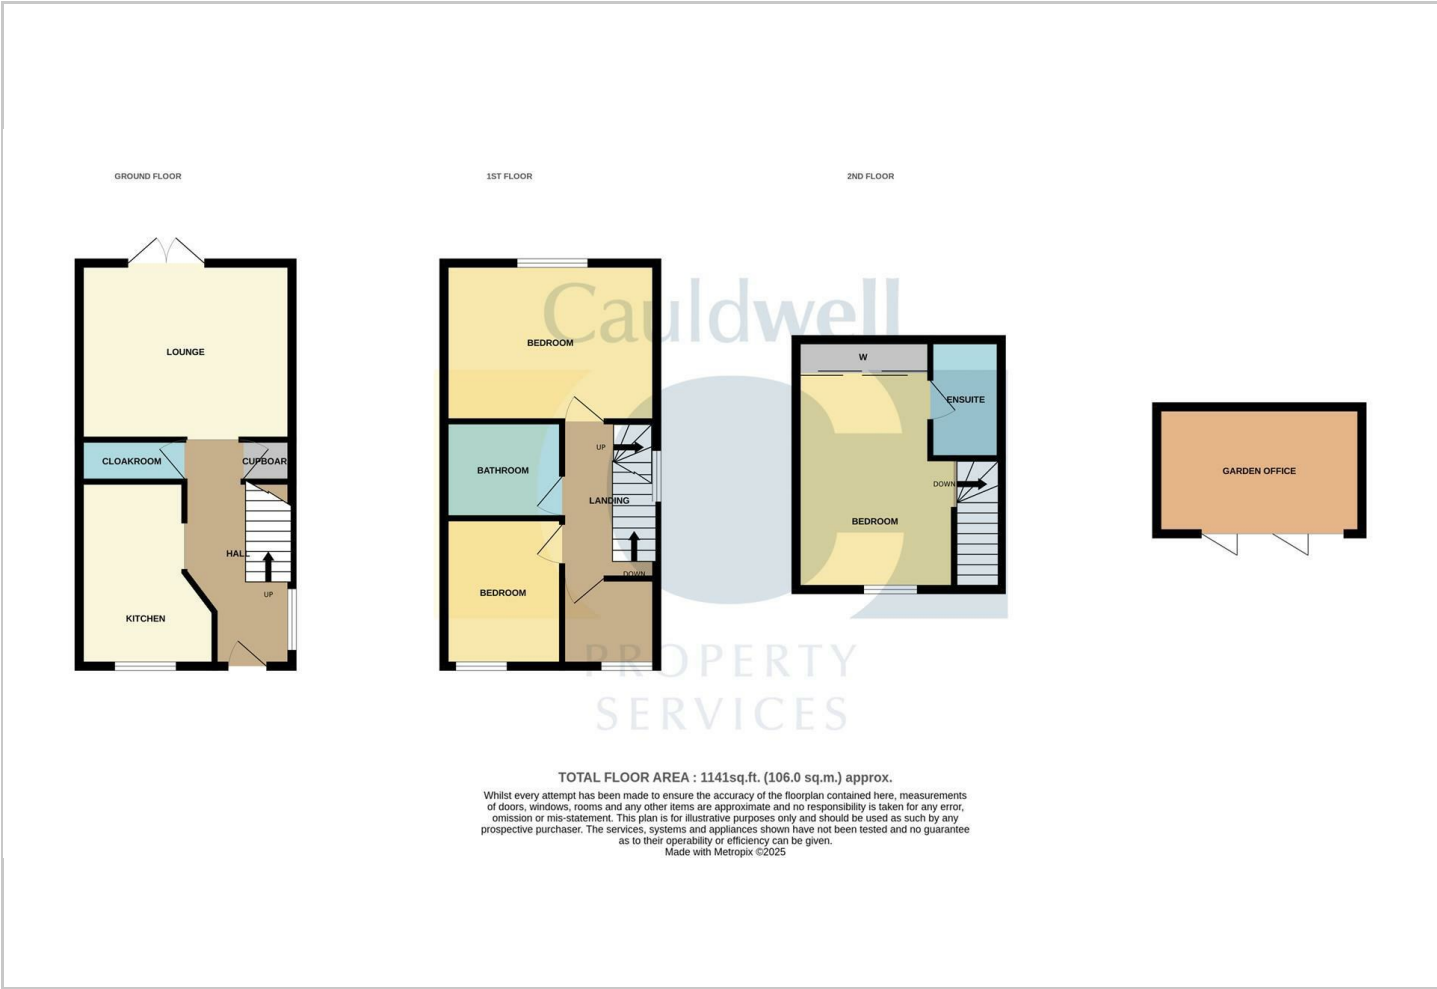 GROUND FLOOR
1ST FLOOR
2ND FLOOR
LOUNGE
CLOAKROOM
CUPBOAR
KITCHEN
HALL
UP
BEDROOM
BATHROOM
UP
LANDING
DOWN
BEDROOM
W
ENSUITE
DOWN
BEDROOM
GARDEN OFFICE
Cauldwell
PROPERTY
SERVICES
TOTAL FLOOR AREA : 1141sq.ft. (106.0 sq.m.) approx.
Whilst every attempt has been made to ensure the accuracy of the floorplan contained here, measurements
of doors, windows, rooms and any other items are approximate and no responsibility is taken for any error,
omission or mis-statement. This plan is for illustrative purposes only and should be used as such by any
prospective purchaser. The services, systems and appliances shown have not been tested and no guarantee
as to their operability or efficiency can be given.
Made with Metropix ©2025